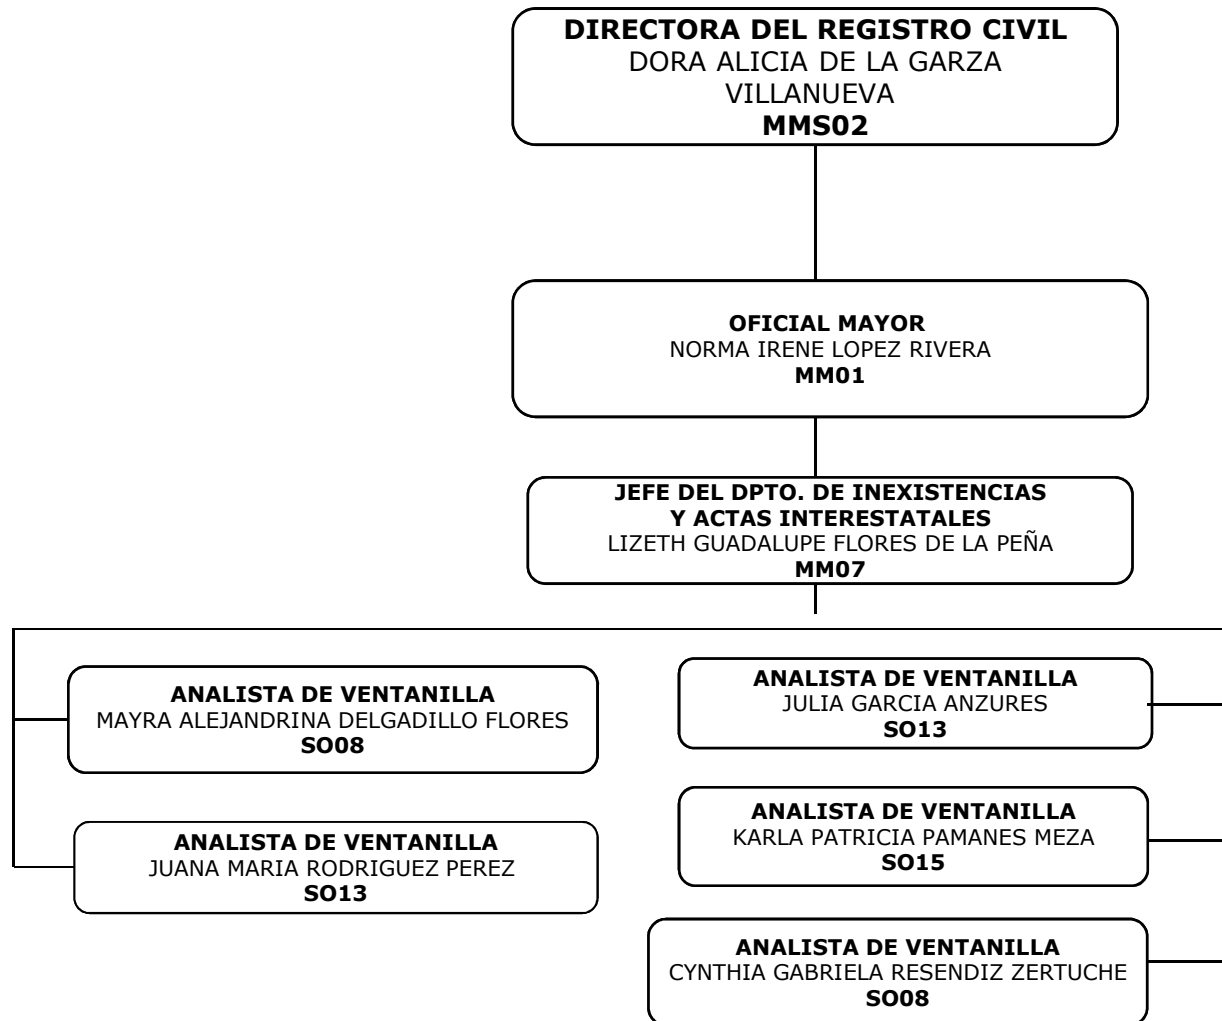 DIRECTORA DEL REGISTRO CIVIL
DORA ALICIA DE LA GARZA
VILLANUEVA
MMS02
OFICIAL MAYOR
NORMA IRENE LOPEZ RIVERA
MM01
JEFE DEL DPTO. DE INEXISTENCIAS
Y ACTAS INTERESTATALES
LIZETH GUADALUPE FLORES DE LA PEÑA
MM07
ANALISTA DE VENTANILLA
MAYRA ALEJANDRINA DELGADILLO FLORES
SO08
ANALISTA DE VENTANILLA
JUANA MARIA RODRIGUEZ PEREZ
SO13
ANALISTA DE VENTANILLA
JULIA GARCIA ANZURES
SO13
ANALISTA DE VENTANILLA
KARLA PATRICIA PAMANES MEZA
SO15
ANALISTA DE VENTANILLA
CYNTHIA GABRIELA RESENDIZ ZERTUCHE
SO08